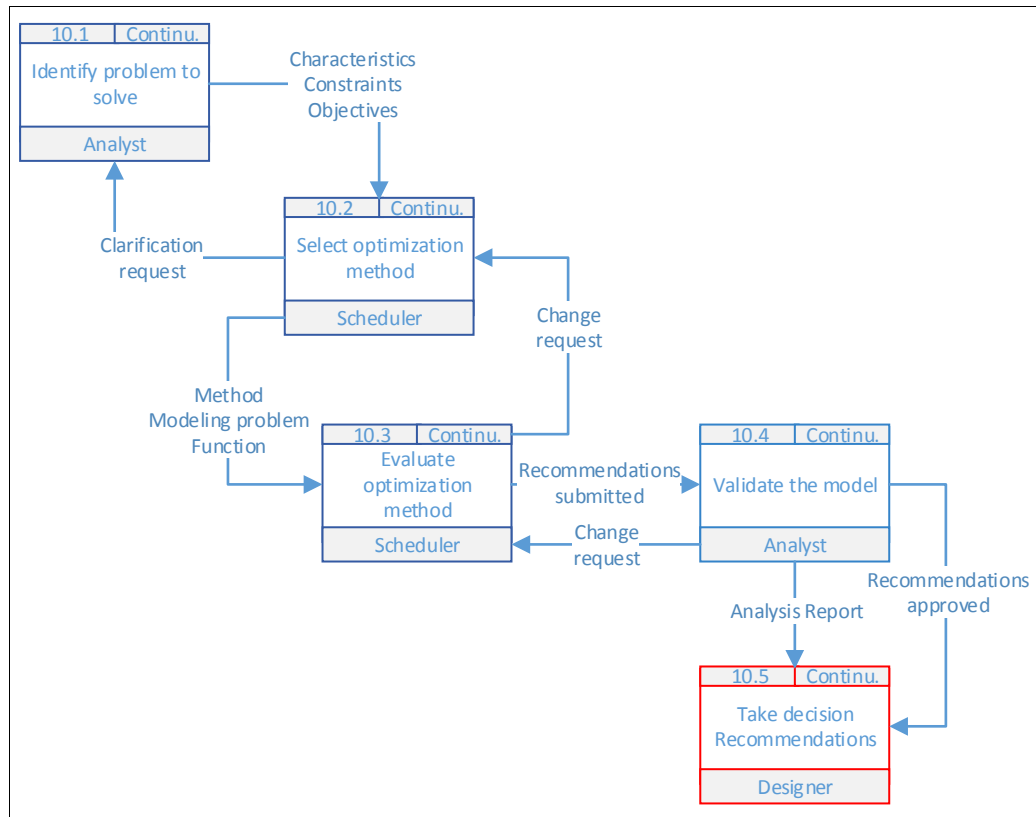 10.1 Continu.
Identify problem to
solve
Analyst
Characteristics
Constraints
Objectives
10.2 Continu.
Select optimization
method
Scheduler
Clarification
request
Change
request
Method
Modeling problem
Function
10.3 Continu.
Evaluate
optimization
method
Scheduler
Recommendations
submitted
Change
request
10.4 Continu.
Validate the model
Analyst
Analysis Report
Recommendations
approved
10.5 Continu.
Take decision
Recommendations
Designer